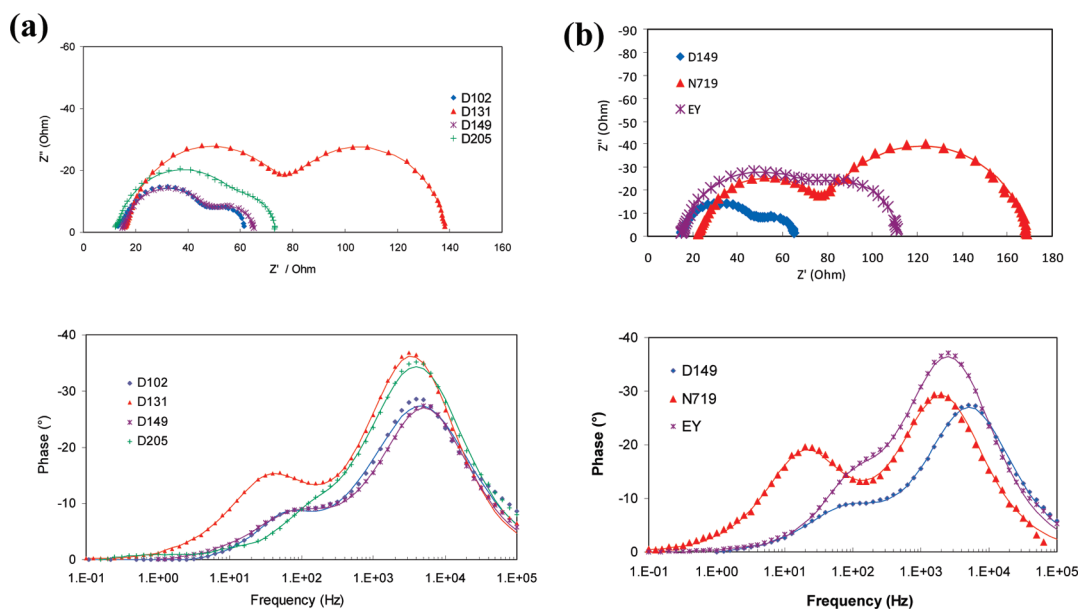 (a)
-60
-40
-20
0
Z'' (Ohm)
0 20 40 60 80 100 120 140 160
Z' / Ohm
D102
D131
D149
D205
(b)
-90
-80
-70
-60
-50
-40
-30
-20
-10
0
Z'' (Ohm)
0 20 40 60 80 100 120 140 160 180
Z' (Ohm)
D149
N719
EY
-40
-30
-20
-10
0
Phase (°)
1.E-01 1.E+00 1.E+01 1.E+02 1.E+03 1.E+04 1.E+05
Frequency (Hz)
D102
D131
D149
D205
-40
-30
-20
-10
0
Phase (°)
1.E-01 1.E+00 1.E+01 1.E+02 1.E+03 1.E+04 1.E+05
Frequency (Hz)
D149
N719
EY